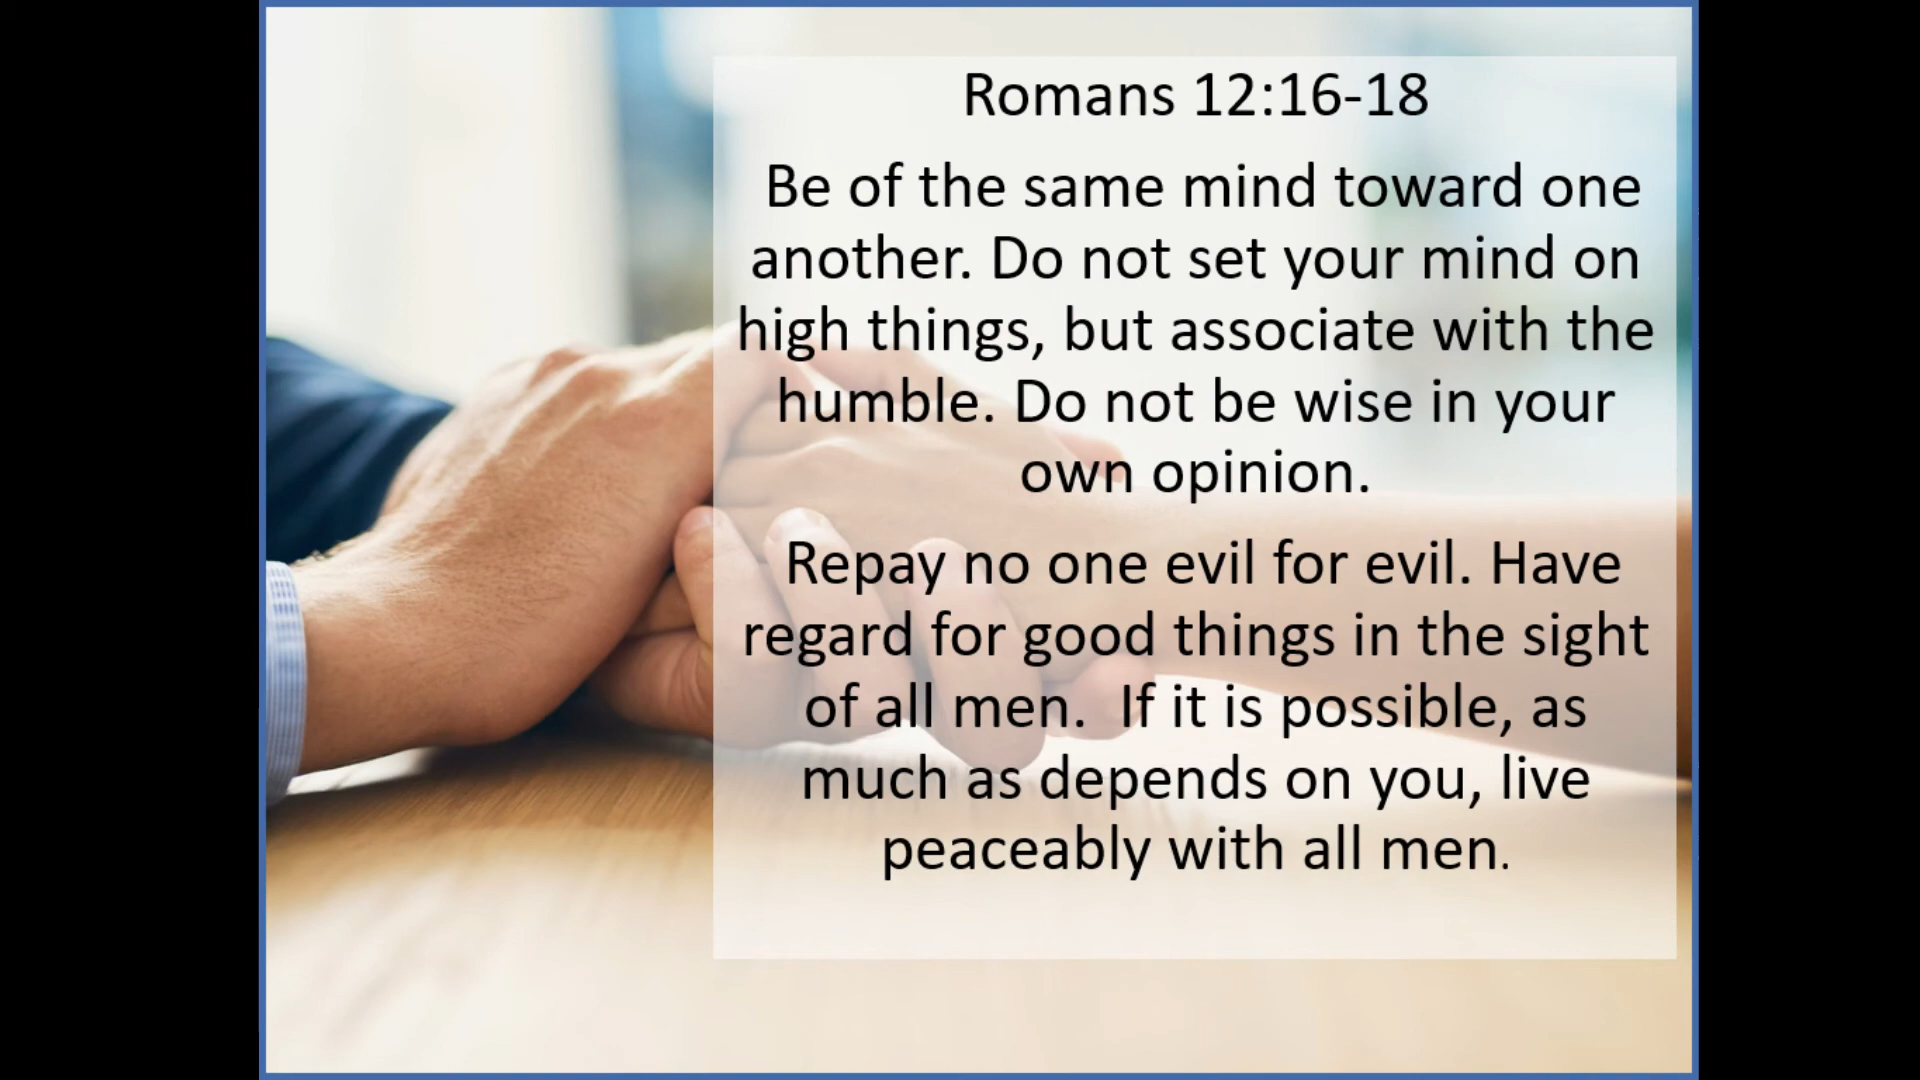 Romans 12:16-18
Be of the same mind toward one
another. Do not set your mind on
high things, but associate with the
humble. Do not be wise in your
own opinion.
Repay no one evil for evil. Have
regard for good things in the sight
of all men.  If it is possible, as
much as depends on you, live
peaceably with all men.